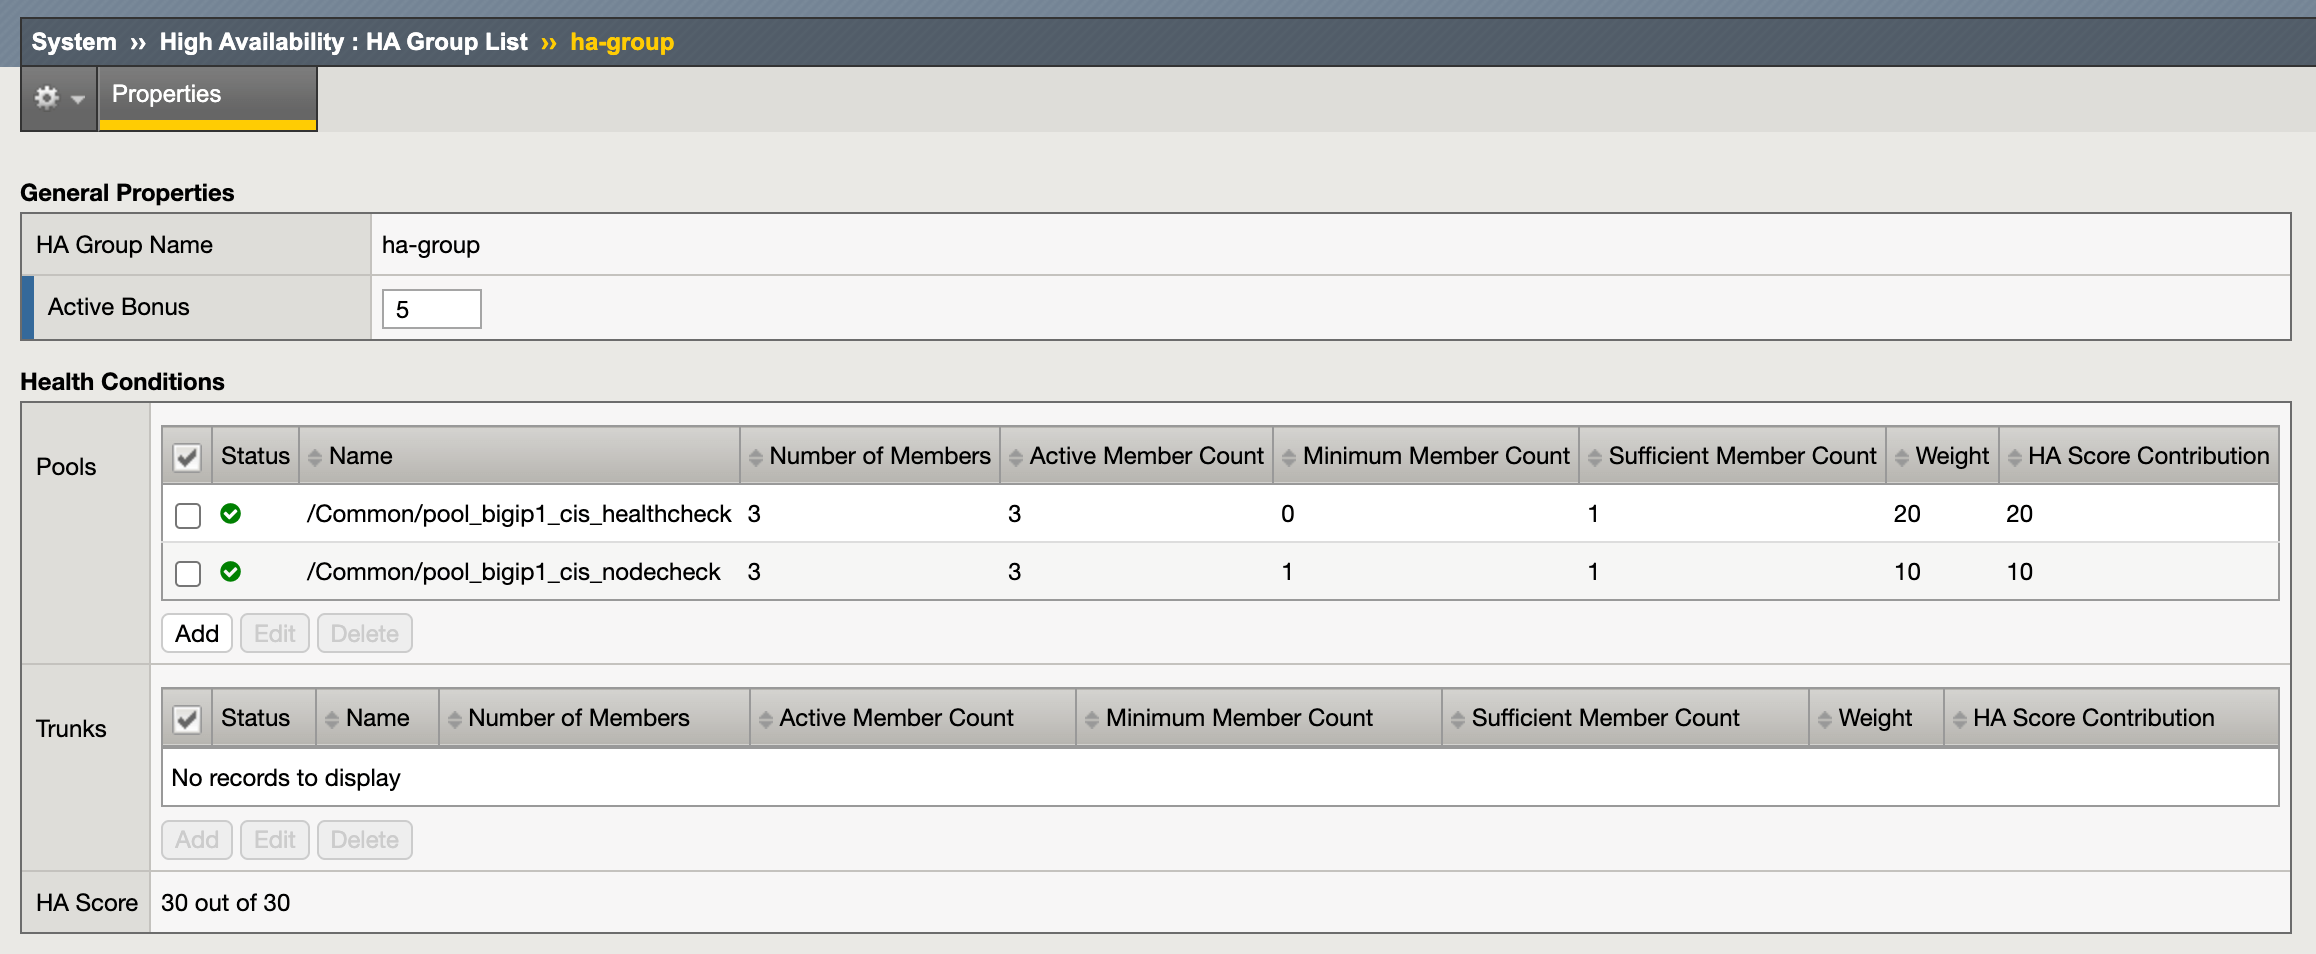 System ›› High Availability : HA Group List ›› ha-group
Properties
General Properties
HA Group Name ha-group
Active Bonus 5
Health Conditions
Pools
Status Name Number of Members Active Member Count Minimum Member Count Sufficient Member Count Weight HA Score Contribution
/Common/pool_bigip1_cis_healthcheck 3 3 0 1 20 20
/Common/pool_bigip1_cis_nodecheck 3 3 1 1 10 10
Add Edit Delete
Trunks
Status Name Number of Members Active Member Count Minimum Member Count Sufficient Member Count Weight HA Score Contribution
No records to display
Add Edit Delete
HA Score 30 out of 30